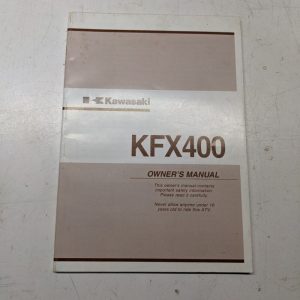 Kawasaki
KFX400
OWNER'S MANUAL
This owner's manual contains
important safety information.
Please read it carefully.
Never allow anyone under 16
years old to ride this ATV.